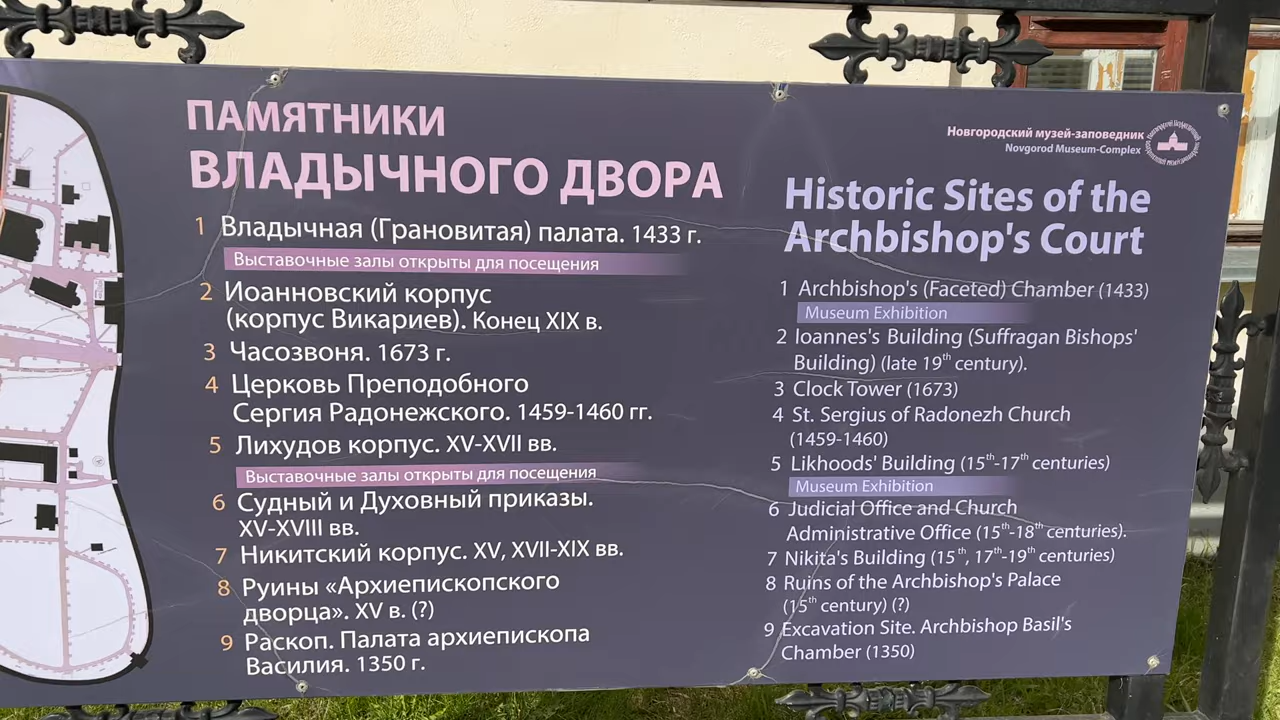 ПАМЯТНИКИ
ВЛАДЫЧНОГО ДВОРА
1 Владычная (Грановитая) палата. 1433 г.
Выставочные залы открыты для посещения
2 Иоанновский корпус
(корпус Викариев). Конец XIX в.
3 Часозвоня. 1673 г.
4 Церковь Преподобного
Сергия Радонежского. 1459-1460 гг.
5 Лихудов корпус. XV-XVII вв.
Выставочные залы открыты для посещения
6 Судный и Духовный приказы.
XV-XVIII вв.
7 Никитский корпус. XV, XVII-XIX вв.
8 Руины «Архиепископского
дворца». XV в. (?)
9 Раскоп. Палата архиепископа
Василия. 1350 г.
Новгородский музей-заповедник
Novgorod Museum-Complex
Historic Sites of the
Archbishop's Court
1 Archbishop's (Faceted) Chamber (1433)
Museum Exhibition
2 Ioannes's Building (Suffragan Bishops'
Building) (late 19th century).
3 Clock Tower (1673)
4 St. Sergius of Radonezh Church
(1459-1460)
5 Likhoods' Building (15th-17th centuries)
Museum Exhibition
6 Judicial Office and Church
Administrative Office (15th-18th centuries).
7 Nikita's Building (15th, 17th-19th centuries)
8 Ruins of the Archbishop's Palace
(15th century) (?)
9 Excavation Site. Archbishop Basil's
Chamber (1350)